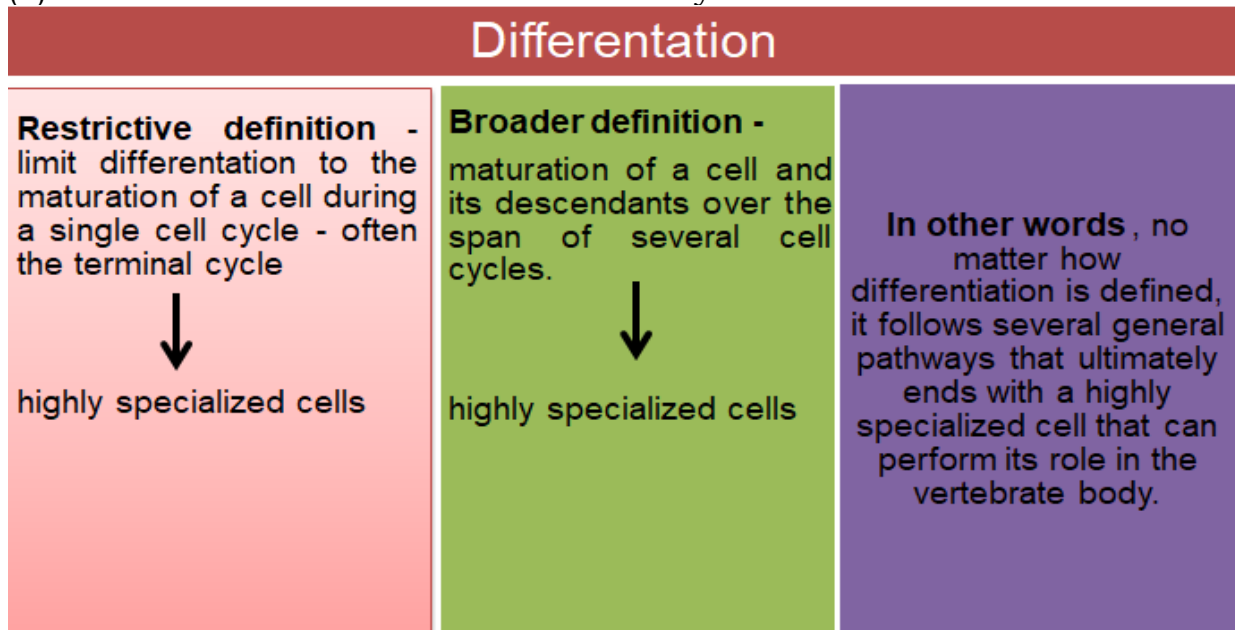 Differentation
Restrictive definition -
limit differentation to the
maturation of a cell during
a single cell cycle - often
the terminal cycle
highly specialized cells
Broader definition -
maturation of a cell and
its descendants over the
span of several cell
cycles.
highly specialized cells
In other words , no
matter how
differentiation is defined,
it follows several general
pathways that ultimately
ends with a highly
specialized cell that can
perform its role in the
vertebrate body.